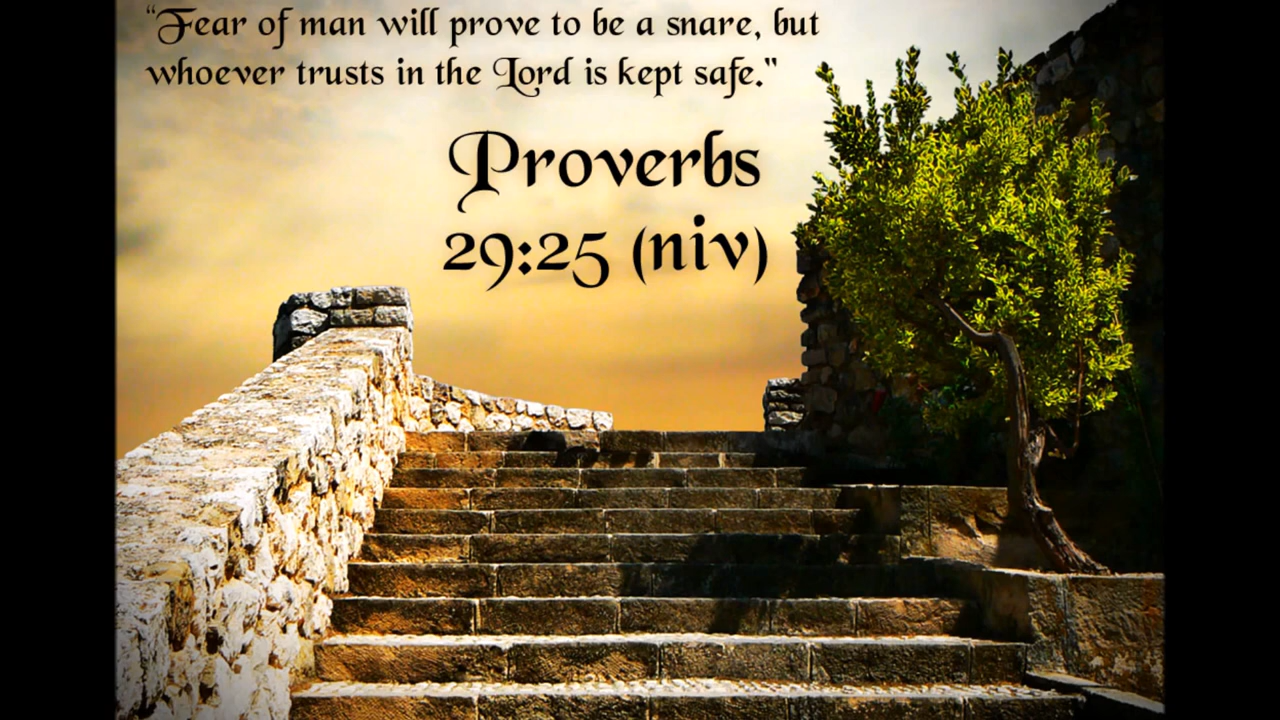 “Fear of man will prove to be a snare, but
whoever trusts in the Lord is kept safe."
Proverbs
29:25 (niv)